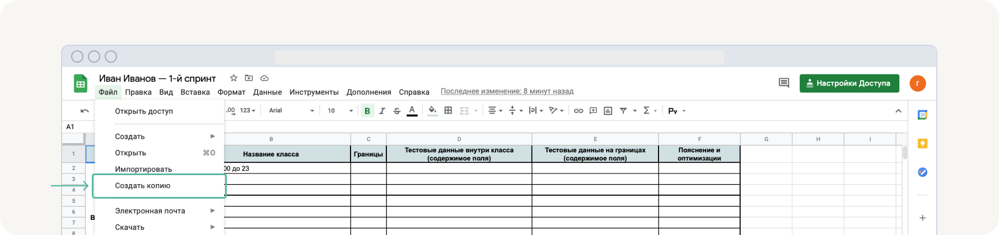 Иван Иванов — 1-й спринт
Файл Правка Вид Вставка Формат Данные Инструменты Дополнения Справка Последнее изменение: 8 минут назад
Настройки Доступа
r
.00 123 Arial 10 B I S A Σ Ру
31
A1
Открыть доступ
Создать
Открыть ⌘O
Импортировать
Создать копию
Электронная почта
Скачать
B C D E F G H I
1 Название класса Границы Тестовые данные внутри класса (содержимое поля) Тестовые данные на границах (содержимое поля) Пояснение и оптимизации
2 00 до 23
3
4
5
6
В
7
8